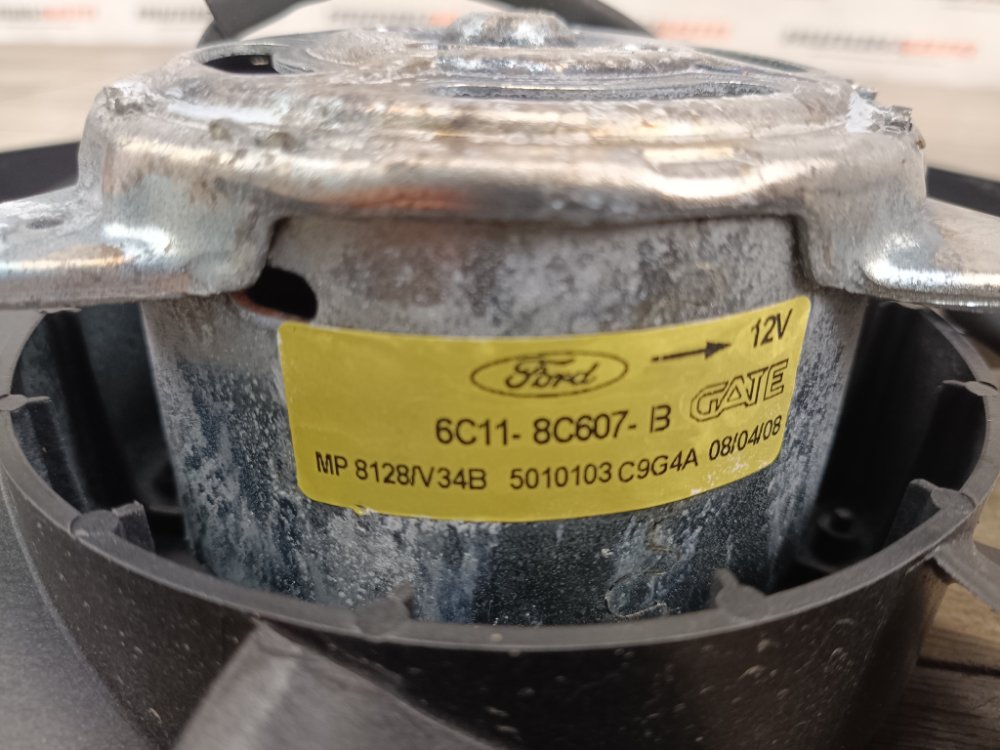 Ford 12V
6C11- 8C607- B GATE
MP 8128/V34B 5010103 C9G4A 08/04/08